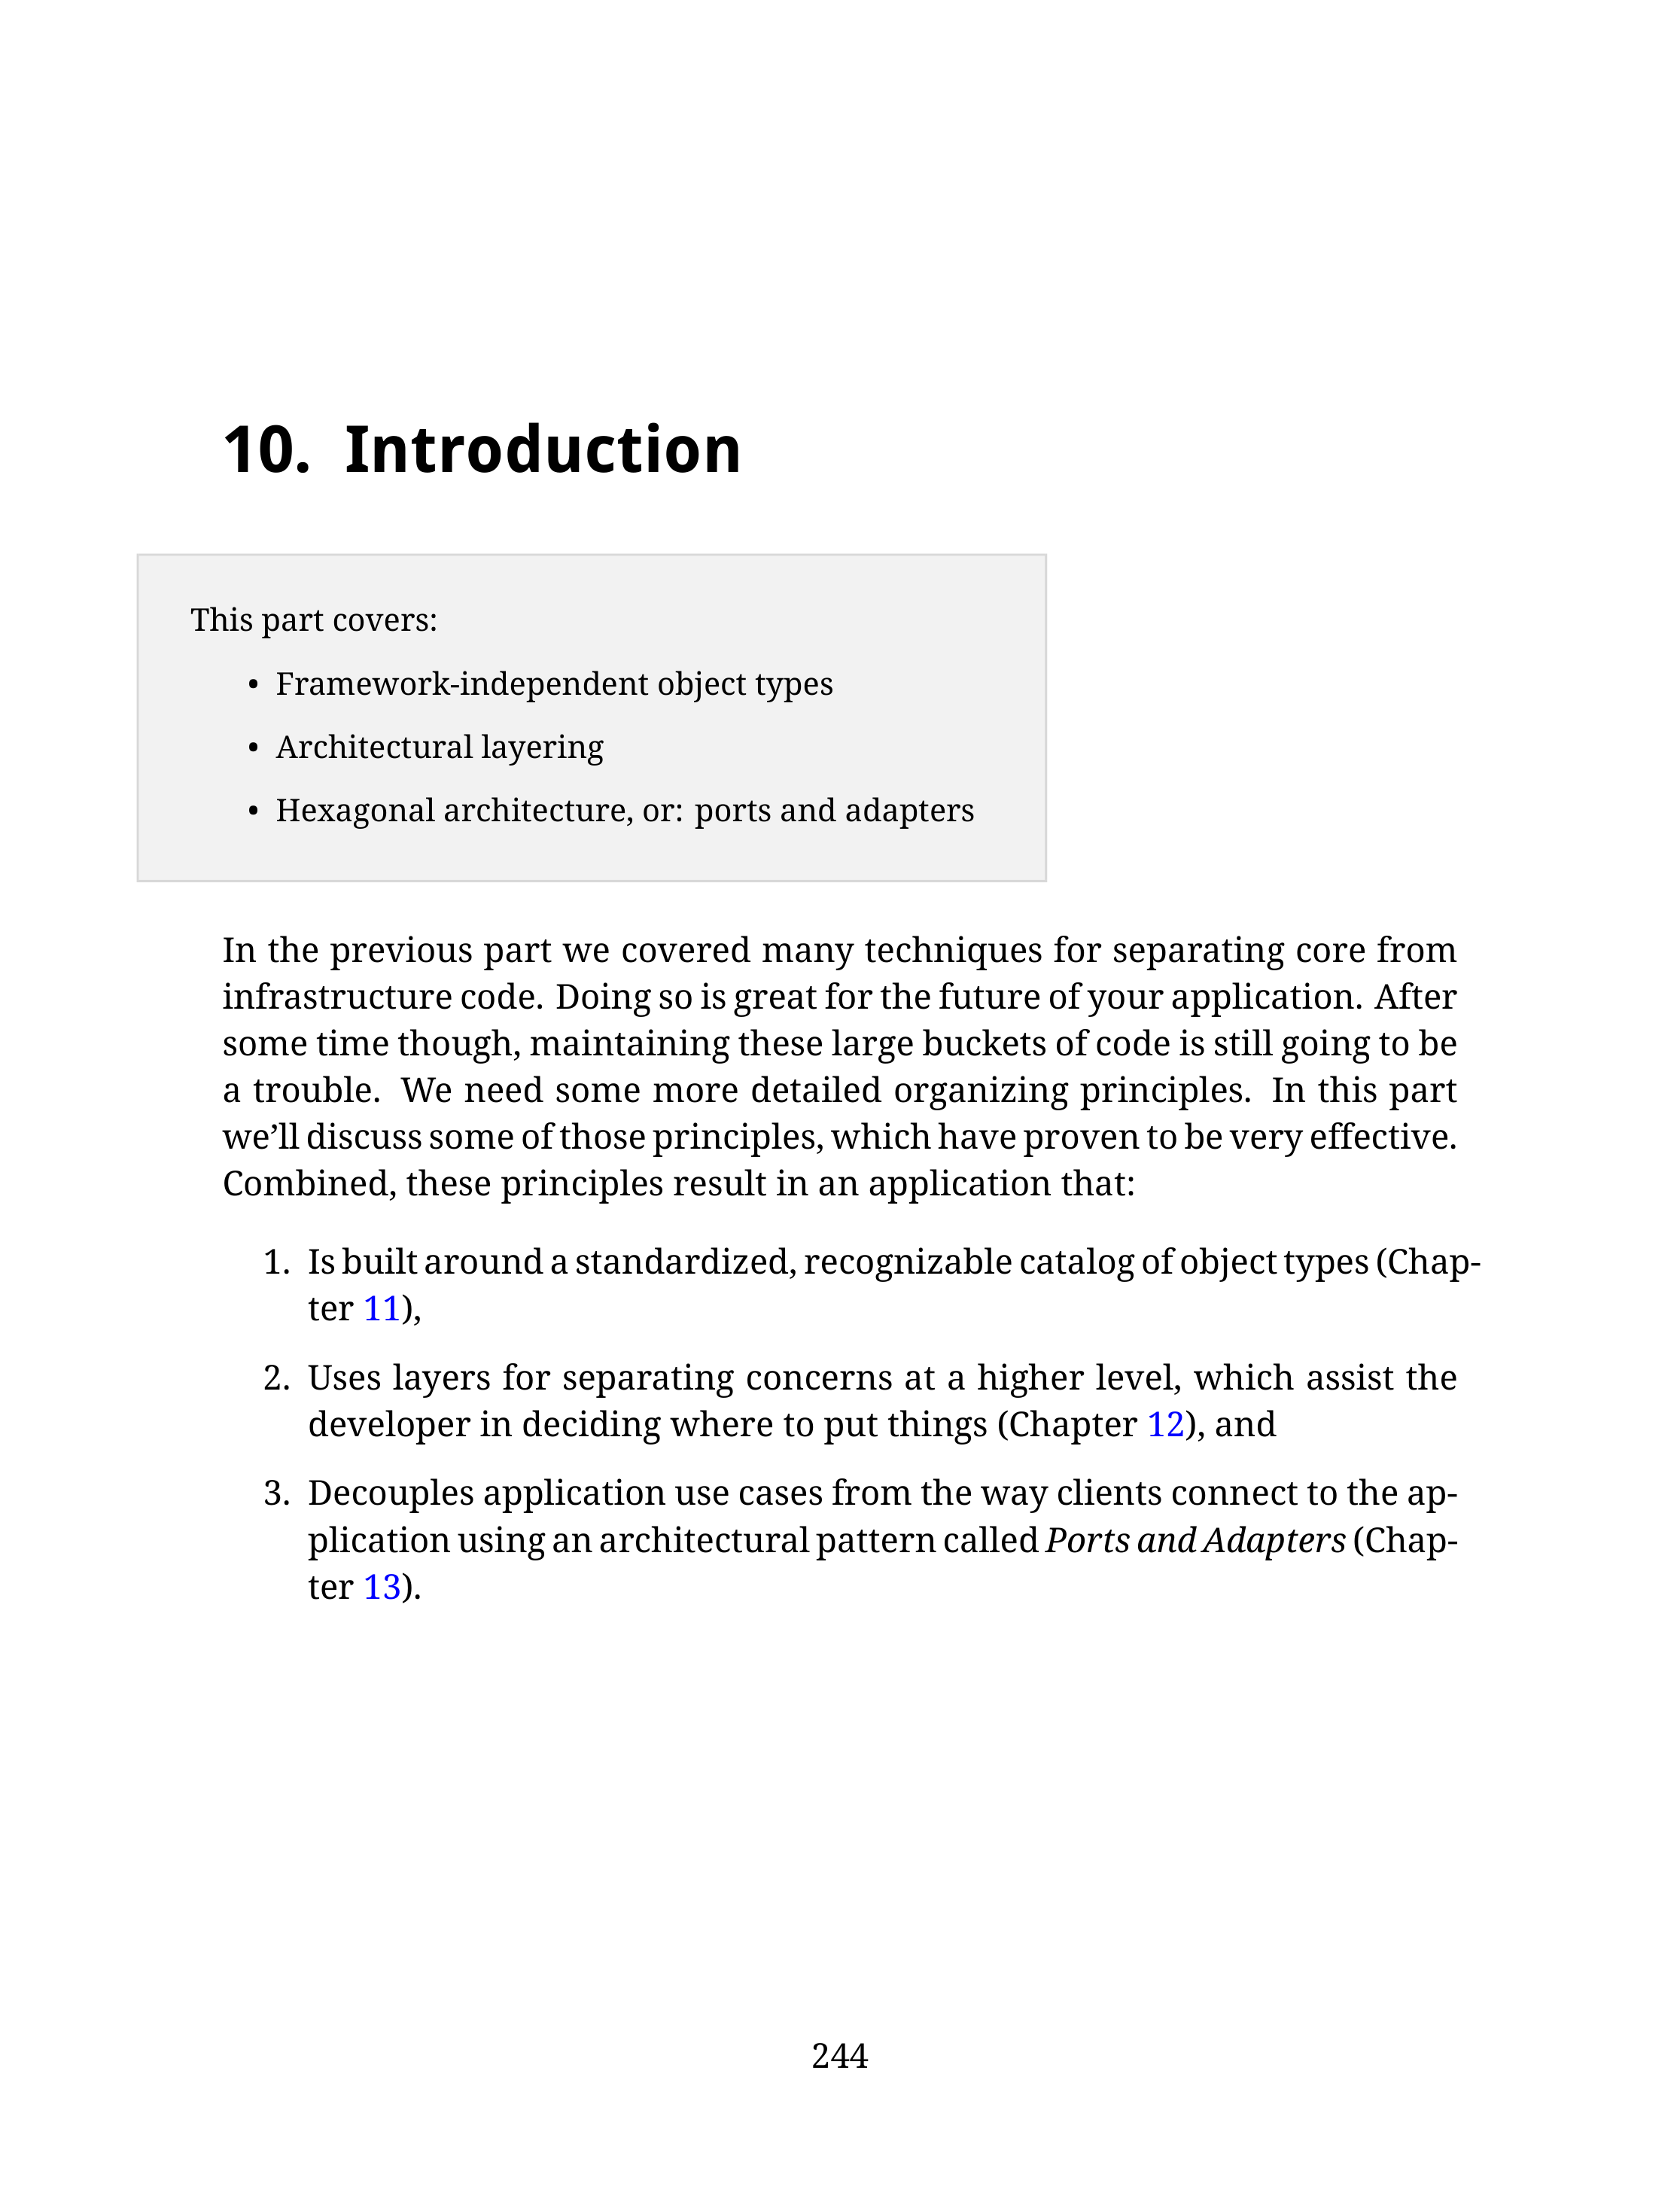 10. Introduction
This part covers:
• Framework-independent object types
• Architectural layering
• Hexagonal architecture, or: ports and adapters
In the previous part we covered many techniques for separating core from
infrastructure code. Doing so is great for the future of your application. After
some time though, maintaining these large buckets of code is still going to be
a trouble. We need some more detailed organizing principles. In this part
we’ll discuss some of those principles, which have proven to be very effective.
Combined, these principles result in an application that:
1. Is built around a standardized, recognizable catalog of object types (Chap-
ter 11),
2. Uses layers for separating concerns at a higher level, which assist the
developer in deciding where to put things (Chapter 12), and
3. Decouples application use cases from the way clients connect to the ap-
plication using an architectural pattern called Ports and Adapters (Chap-
ter 13).
244